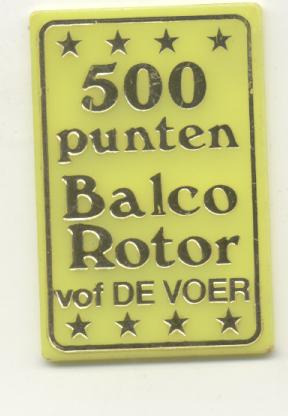 500
punten
Balco
Rotor
vof DE VOER